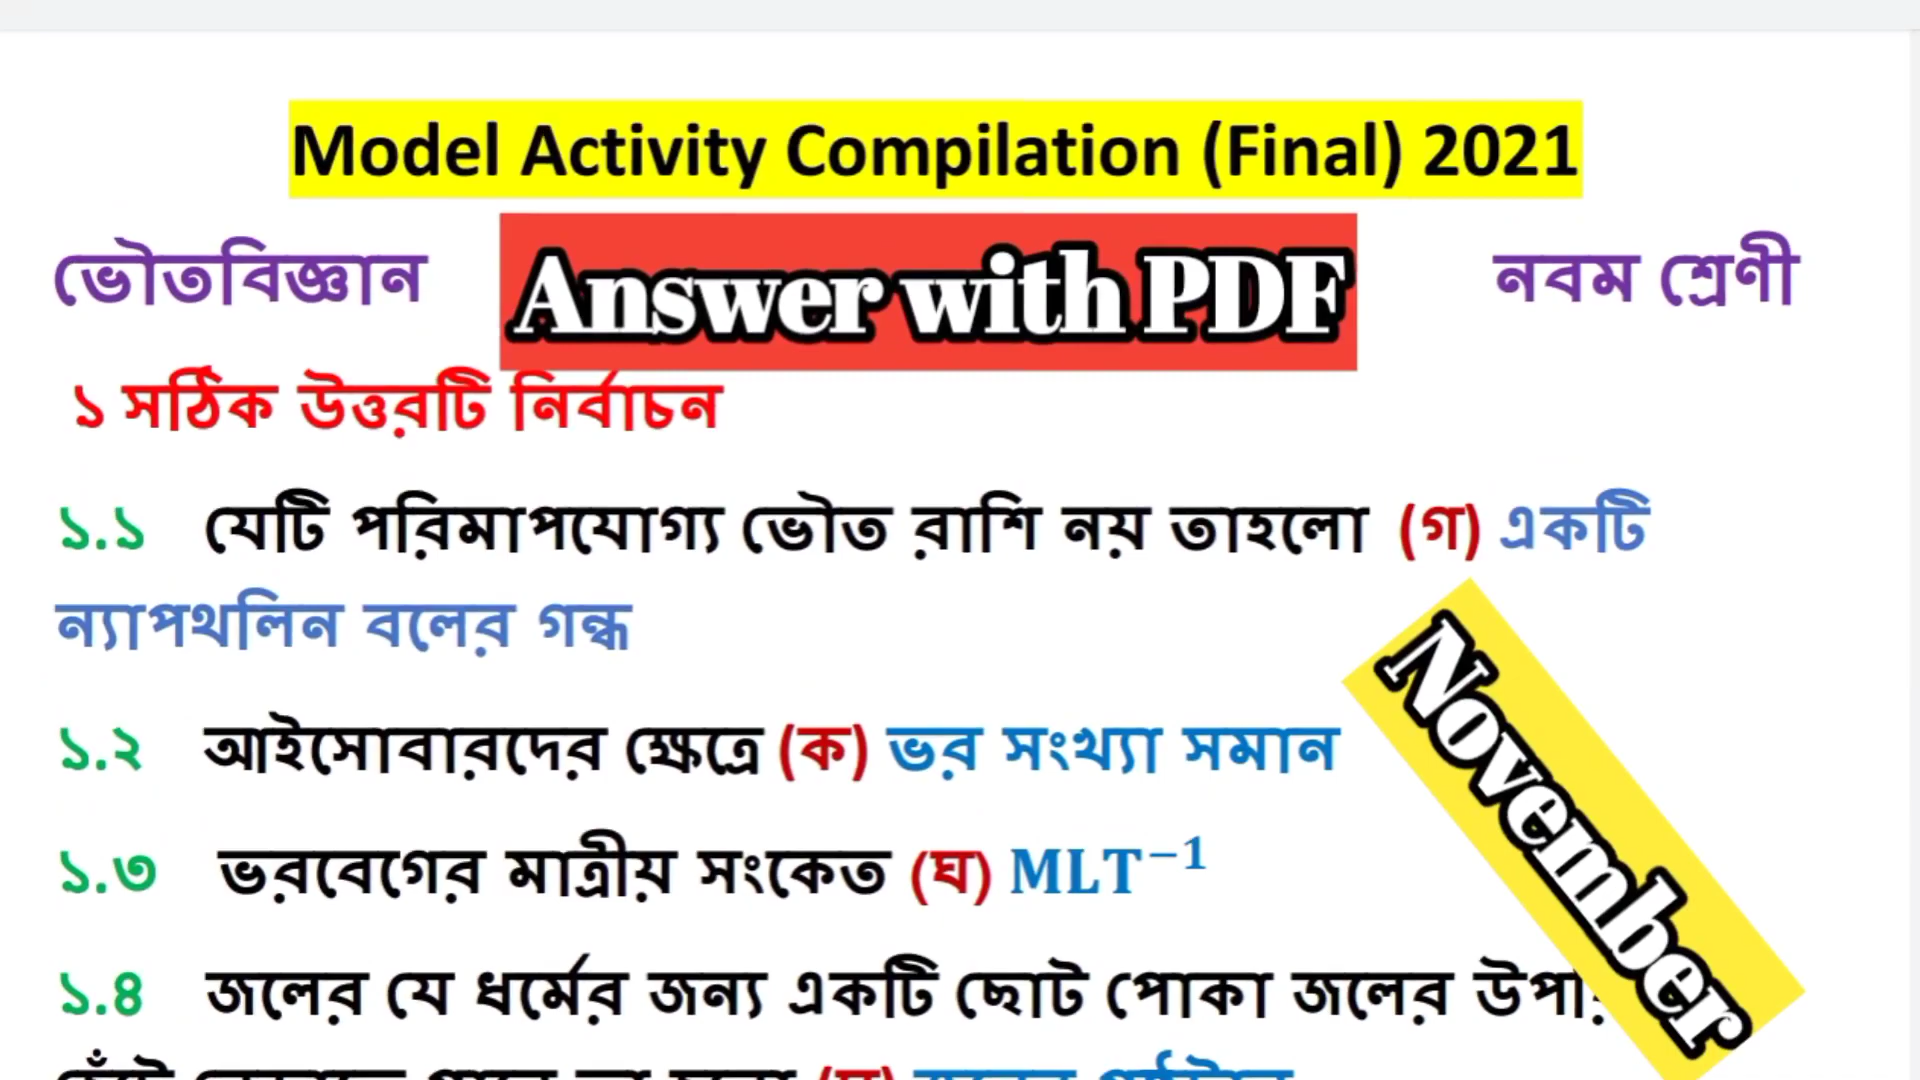 Model Activity Compilation (Final) 2021
ভৌতবিজ্ঞান Answer with PDF নবম শ্রেণী
১ সঠিক উত্তরটি নির্বাচন
১.১ যেটি পরিমাপযোগ্য ভৌত রাশি নয় তাহলো (গ) একটি
ন্যাপথলিন বলের গন্ধ
১.২ আইসোবারদের ক্ষেত্রে (ক) ভর সংখ্যা সমান
১.৩ ভরবেগের মাত্রীয় সংকেত (ঘ) MLT⁻¹
November
১.৪ জলের যে ধর্মের জন্য একটি ছোট পোকা জলের